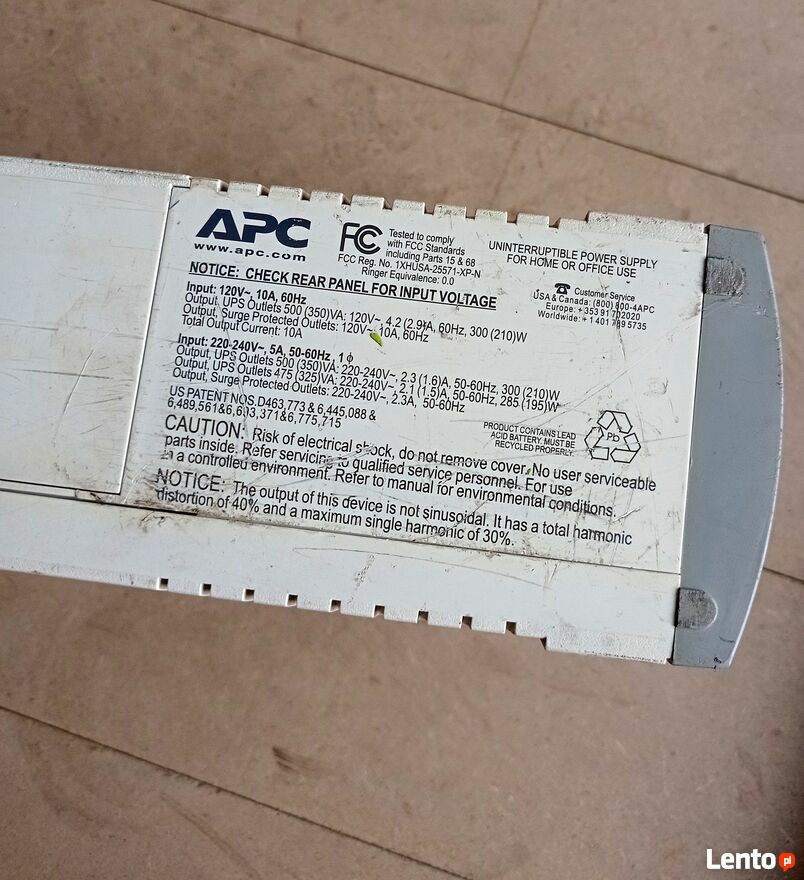 APC
www.apc.com
FC
Tested to comply
with FCC Standards
including Parts 15 & 68
FCC Reg. No. 1XHUSA-25571-XP-N
Ringer Equivalence: 0.0
UNINTERRUPTIBLE POWER SUPPLY
FOR HOME OR OFFICE USE
NOTICE: CHECK REAR PANEL FOR INPUT VOLTAGE
Customer Service
USA & Canada: (800) 800-4APC
Europe: +353 91 702020
Worldwide: +1 401 789 5735
Input: 120V~, 10A, 60Hz
Output, UPS Outlets 500 (350)VA: 120V~, 4.2 (2.9)A, 60Hz, 300 (210)W
Output, Surge Protected Outlets: 120V~, 10A, 60Hz
Total Output Current: 10A
Input: 220-240V~, 5A, 50-60Hz, 1 ϕ
Output, UPS Outlets 500 (350)VA: 220-240V~, 2.3 (1.6)A, 50-60Hz, 300 (210)W
Output, UPS Outlets 475 (325)VA: 220-240V~, 2.1 (1.5)A, 50-60Hz, 285 (195)W
Output, Surge Protected Outlets: 220-240V~, 2.3A, 50-60Hz
US PATENT NOS.D463,773 & 6,445,088 &
6,489,561&6,603,371&6,775,715
PRODUCT CONTAINS LEAD
ACID BATTERY. MUST BE
RECYCLED PROPERLY.
Pb
CAUTION: Risk of electrical shock, do not remove cover. No user serviceable
parts inside. Refer servicing to qualified service personnel. For use
in a controlled environment. Refer to manual for environmental conditions.
NOTICE: The output of this device is not sinusoidal. It has a total harmonic
distortion of 40% and a maximum single harmonic of 30%.
Lento pl